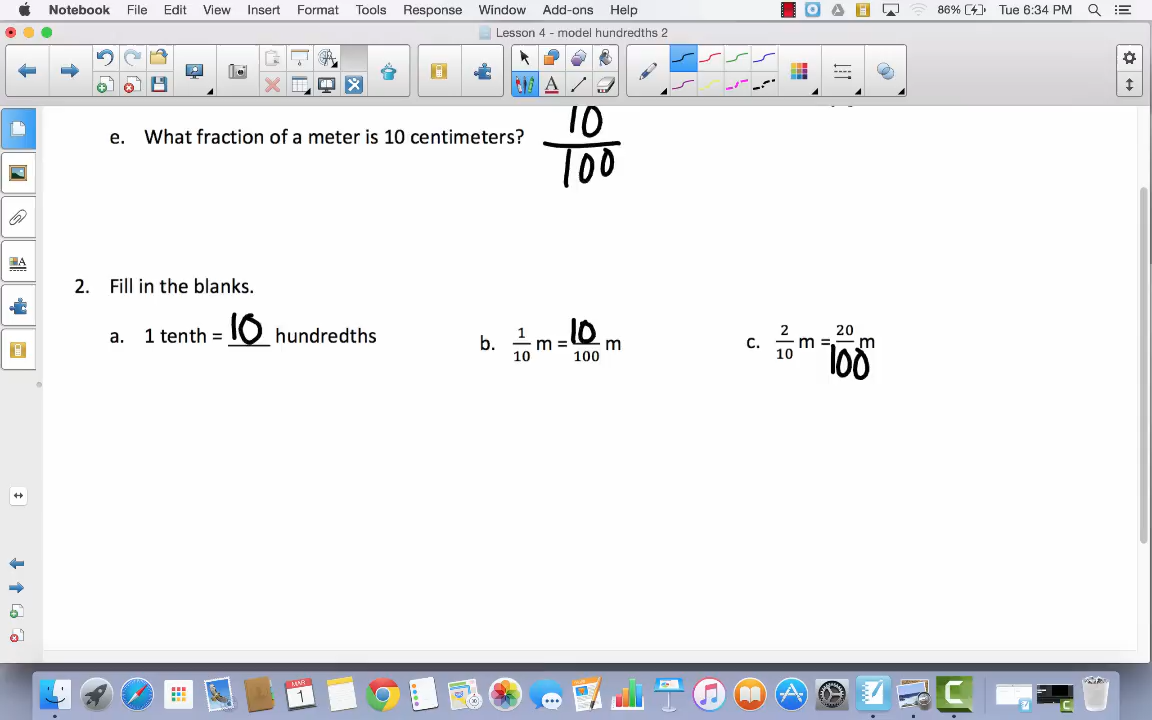 Notebook File Edit View Insert Format Tools Response Window Add-ons Help 86% Tue 6:34 PM
Lesson 4 - model hundredths 2
e. What fraction of a meter is 10 centimeters? 10/100
2. Fill in the blanks.
a. 1 tenth = 10 hundredths b. 1/10 m = 10/100 m c. 2/10 m = 20/100 m